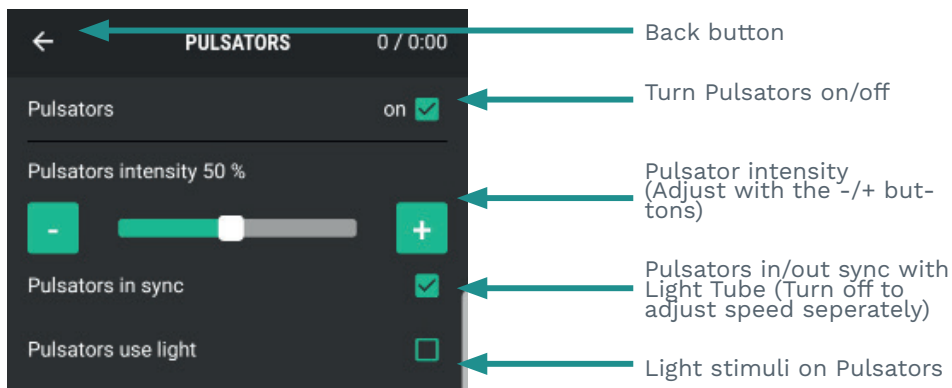 PULSATORS 0 / 0:00
Back button
Pulsators on
Turn Pulsators on/off
Pulsators intensity 50 %
- +
Pulsator intensity
(Adjust with the -/+ but-
tons)
Pulsators in sync
Pulsators in/out sync with
Light Tube (Turn off to
adjust speed seperately)
Pulsators use light
Light stimuli on Pulsators